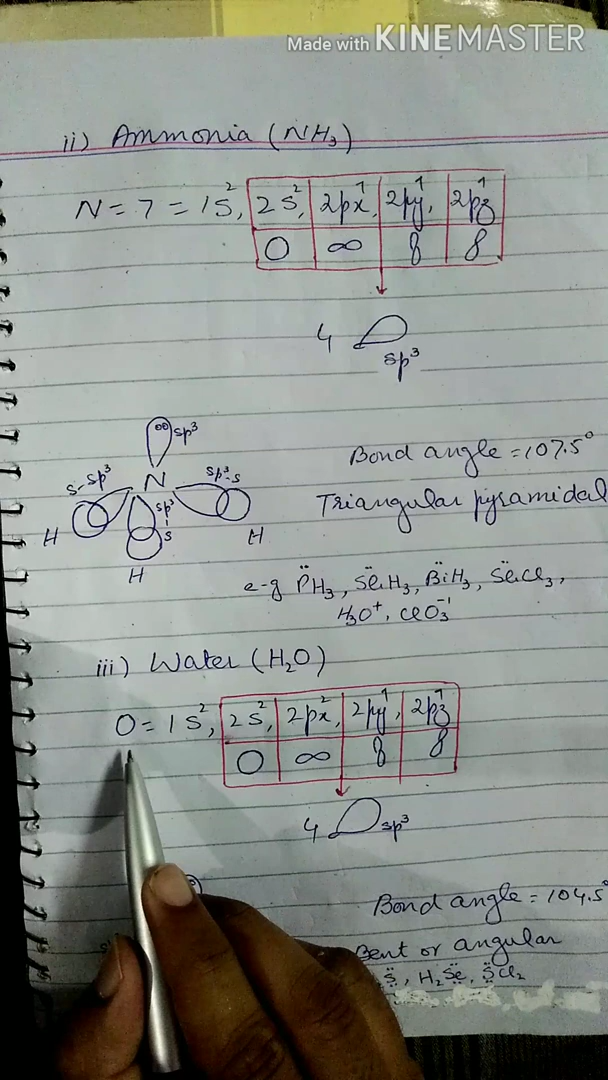 Made with KINEMASTER
ii) Ammonia (NH₃)
N = 7 = 1s², 2s², 2px¹, 2py¹, 2pz¹
4 sp³
sp³
s-sp³ N sp³-s
sp³-s
H H
H
Bond angle = 107.5°
Triangular pyramidal
e-g PH₃, BiH₃,
H₃O⁺, ClO₃⁻¹
iii) Water (H₂O)
O = 1s², 2s², 2px², 2py¹, 2pz¹
4 sp³
Bond angle = 104.5°
Bent or angular
S, H₂Se, SCl₂